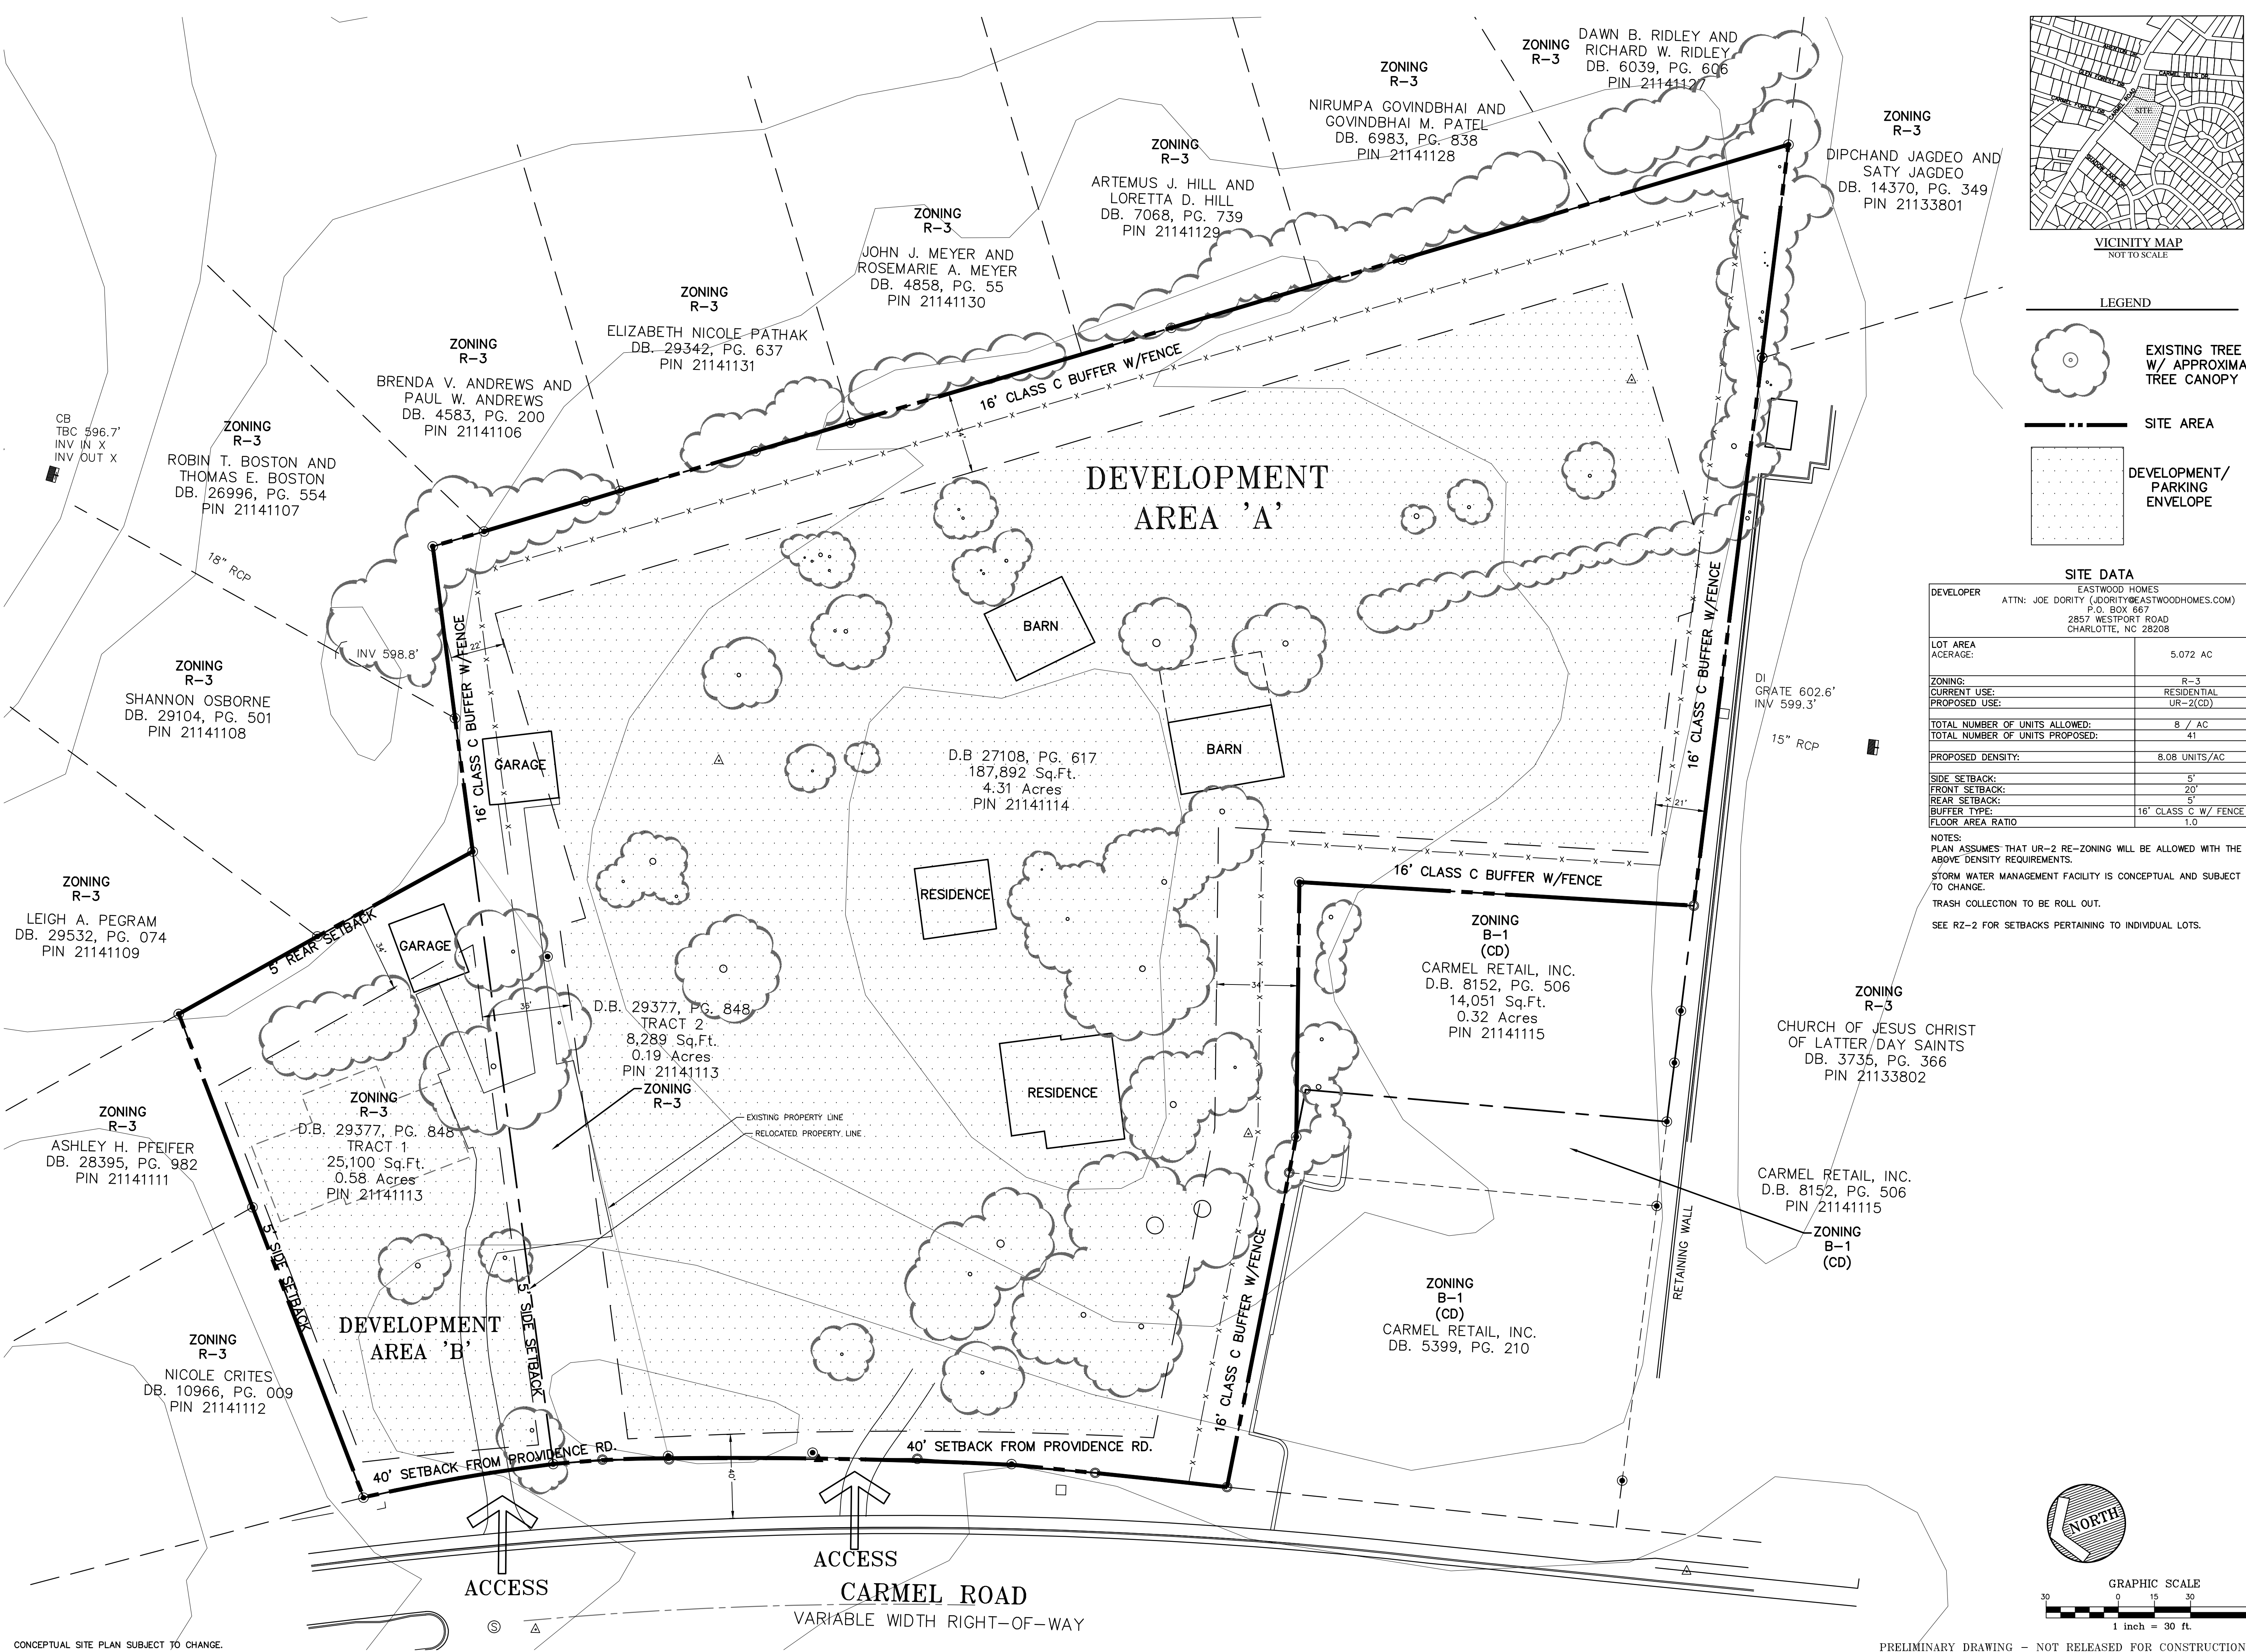 ZONING
R-3
DAWN B. RIDLEY AND
RICHARD W. RIDLEY
DB. 6039, PG. 606
PIN 21141127
ZONING
R-3
NIRUMPA GOVINDBHAI AND
GOVINDBHAI M. PATEL
DB. 6983, PG. 838
PIN 21141128
ZONING
R-3
ARTEMUS J. HILL AND
LORETTA D. HILL
DB. 7068, PG. 739
PIN 21141129
ZONING
R-3
DIPCHAND JAGDEO AND
SATY JAGDEO
DB. 14370, PG. 349
PIN 21133801
ZONING
R-3
JOHN J. MEYER AND
ROSEMARIE A. MEYER
DB. 4858, PG. 55
PIN 21141130
ZONING
R-3
ELIZABETH NICOLE PATHAK
DB. 29342, PG. 637
PIN 21141131
ZONING
R-3
BRENDA V. ANDREWS AND
PAUL W. ANDREWS
DB. 4583, PG. 200
PIN 21141106
ZONING
R-3
ROBIN T. BOSTON AND
THOMAS E. BOSTON
DB. 26996, PG. 554
PIN 21141107
CB
TBC 596.7'
INV IN X
INV OUT X
18" RCP
INV 598.8'
ZONING
R-3
SHANNON OSBORNE
DB. 29104, PG. 501
PIN 21141108
ZONING
R-3
LEIGH A. PEGRAM
DB. 29532, PG. 074
PIN 21141109
ZONING
R-3
ASHLEY H. PFEIFER
DB. 28395, PG. 982
PIN 21141111
ZONING
R-3
NICOLE CRITES
DB. 10966, PG. 009
PIN 21141112
16' CLASS C BUFFER W/FENCE
34'
DEVELOPMENT
AREA 'A'
16' CLASS C BUFFER W/FENCE
22'
BARN
BARN
GARAGE
GARAGE
D.B 27108, PG. 617
187,892 Sq.Ft.
4.31 Acres
PIN 21141114
16' CLASS C BUFFER W/FENCE
21'
DI
GRATE 602.6'
INV 599.3'
15" RCP
RESIDENCE
RESIDENCE
16' CLASS C BUFFER W/FENCE
34'
5' REAR SETBACK
34'
36'
D.B. 29377, PG. 848
TRACT 2
8,289 Sq.Ft.
0.19 Acres
PIN 21141113
ZONING
R-3
ZONING
R-3
D.B. 29377, PG. 848
TRACT 1
25,100 Sq.Ft.
0.58 Acres
PIN 21141113
EXISTING PROPERTY LINE
RELOCATED PROPERTY LINE
ZONING
B-1
(CD)
CARMEL RETAIL, INC.
D.B. 8152, PG. 506
14,051 Sq.Ft.
0.32 Acres
PIN 21141115
ZONING
R-3
CHURCH OF JESUS CHRIST
OF LATTER DAY SAINTS
DB. 3735, PG. 366
PIN 21133802
CARMEL RETAIL, INC.
D.B. 8152, PG. 506
PIN 21141115
ZONING
B-1
(CD)
RETAINING WALL
ZONING
B-1
(CD)
CARMEL RETAIL, INC.
DB. 5399, PG. 210
16' CLASS C BUFFER W/FENCE
5' SIDE SETBACK
5' SIDE SETBACK
DEVELOPMENT
AREA 'B'
40' SETBACK FROM PROVIDENCE RD.
40' SETBACK FROM PROVIDENCE RD.
40'
ACCESS
ACCESS
CARMEL ROAD
VARIABLE WIDTH RIGHT-OF-WAY
S
CONCEPTUAL SITE PLAN SUBJECT TO CHANGE.
CARMEL HILLS DR.
GLEN FOREST DR.
CARMEL FOREST DR.
CARMEL ROAD
SITE
SHADOW LAKE DR.
VICINITY MAP
NOT TO SCALE
LEGEND
EXISTING TREE
W/ APPROXIMA
TREE CANOPY
SITE AREA
DEVELOPMENT/
PARKING
ENVELOPE
SITE DATA
DEVELOPER
EASTWOOD HOMES
ATTN: JOE DORITY (JDORITY@EASTWOODHOMES.COM)
P.O. BOX 667
2857 WESTPORT ROAD
CHARLOTTE, NC 28208
LOT AREA
ACERAGE: 5.072 AC
ZONING: R-3
CURRENT USE: RESIDENTIAL
PROPOSED USE: UR-2(CD)
TOTAL NUMBER OF UNITS ALLOWED: 8 / AC
TOTAL NUMBER OF UNITS PROPOSED: 41
PROPOSED DENSITY: 8.08 UNITS/AC
SIDE SETBACK: 5'
FRONT SETBACK: 20'
REAR SETBACK: 5'
BUFFER TYPE: 16' CLASS C W/ FENCE
FLOOR AREA RATIO 1.0
NOTES:
PLAN ASSUMES THAT UR-2 RE-ZONING WILL BE ALLOWED WITH THE
ABOVE DENSITY REQUIREMENTS.
STORM WATER MANAGEMENT FACILITY IS CONCEPTUAL AND SUBJECT
TO CHANGE.
TRASH COLLECTION TO BE ROLL OUT.
SEE RZ-2 FOR SETBACKS PERTAINING TO INDIVIDUAL LOTS.
NORTH
GRAPHIC SCALE
30 0 15 30
1 inch = 30 ft.
PRELIMINARY DRAWING - NOT RELEASED FOR CONSTRUCTION